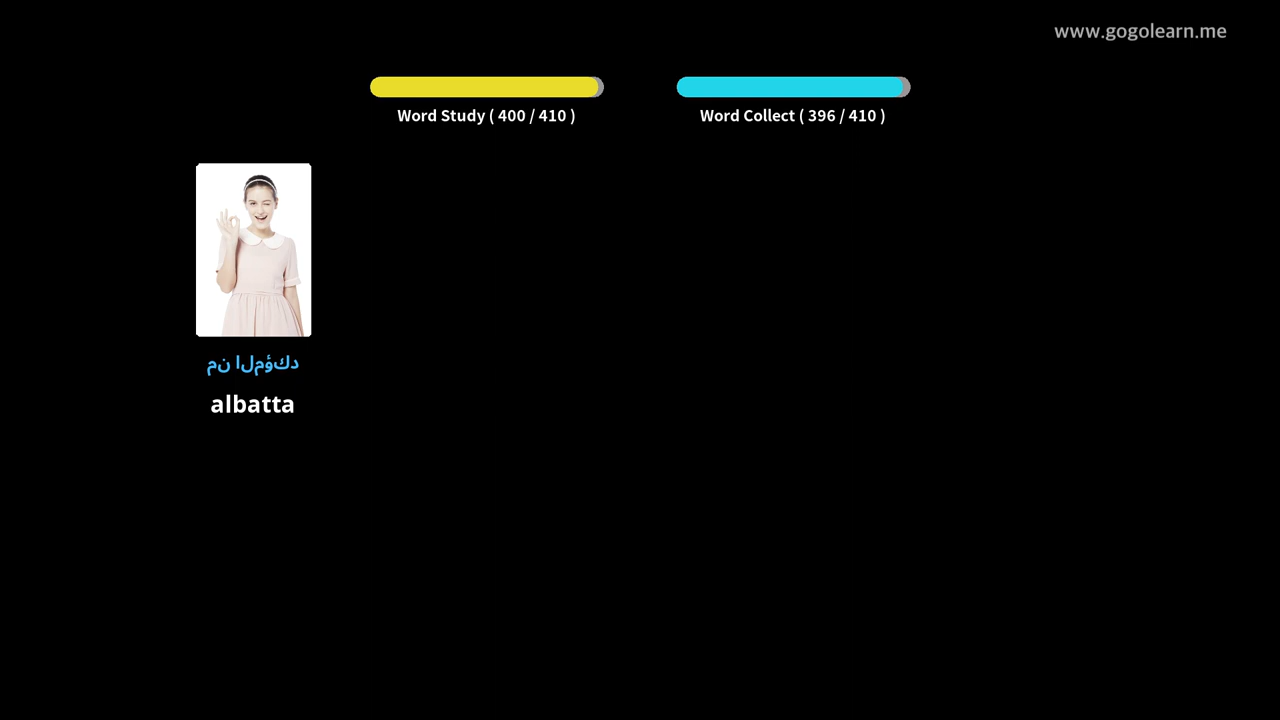 www.gogolearn.me
Word Study ( 400 / 410 )
Word Collect ( 396 / 410 )
من المؤكد
albatta